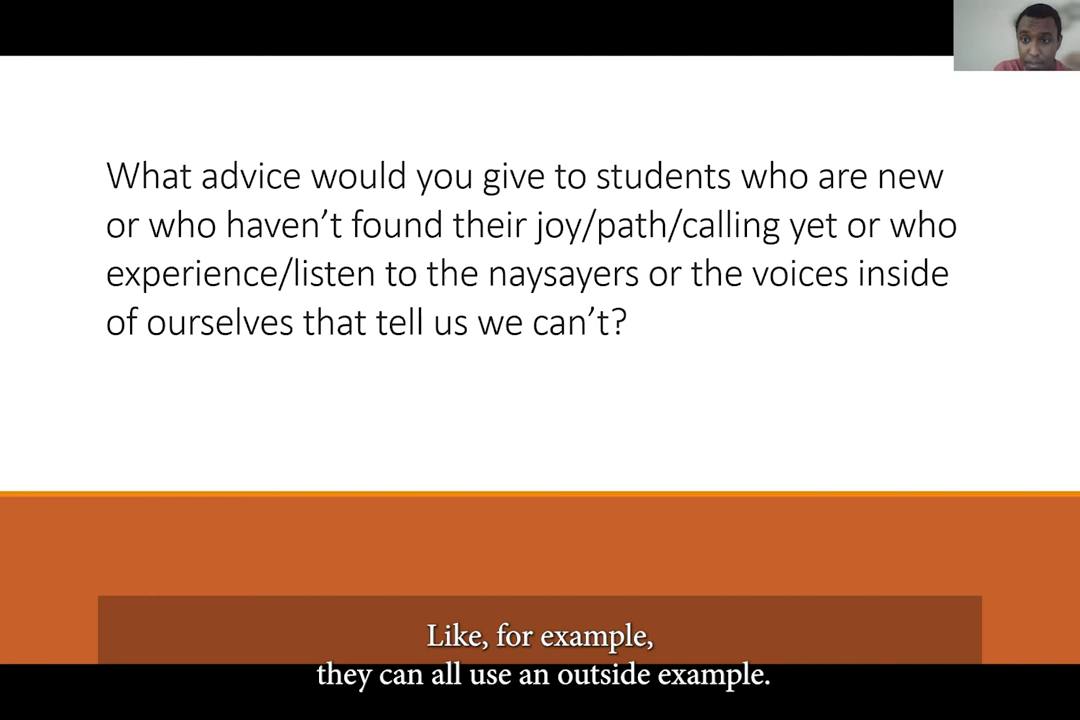 What advice would you give to students who are new
or who haven’t found their joy/path/calling yet or who
experience/listen to the naysayers or the voices inside
of ourselves that tell us we can’t?
Like, for example,
they can all use an outside example.